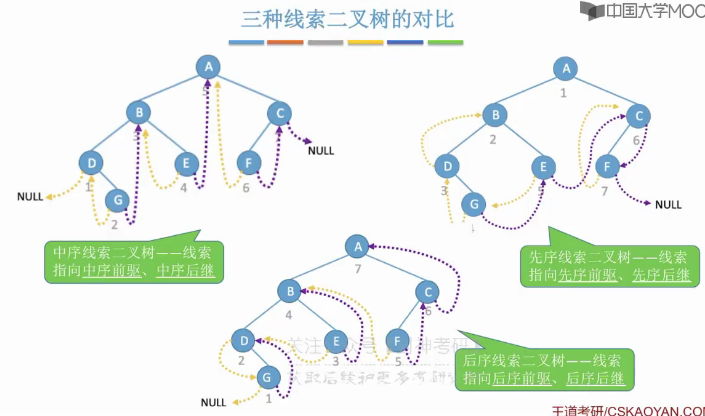 三种线索二叉树的对比
中国大学MOOC
A
B
3
C
NULL
D
1
E
4
F
6
NULL
G
2
中序线索二叉树——线索
指向中序前驱、中序后继
A
1
B
2
C
6
D
3
E
5
F
7
G
NULL
先序线索二叉树——线索
指向先序前驱、先序后继
A
7
B
4
C
6
D
2
E
3
F
5
G
1
NULL
后序线索二叉树——线索
指向后序前驱、后序后继
王道考研/CSKAOYAN.COM